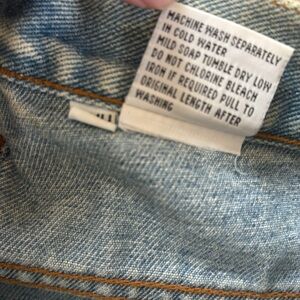 MACHINE WASH SEPARATELY
IN COLD WATER
MILD SOAP TUMBLE DRY LOW
DO NOT CHLORINE BLEACH
IRON IF REQUIRED PULL TO
ORIGINAL LENGTH AFTER
WASHING